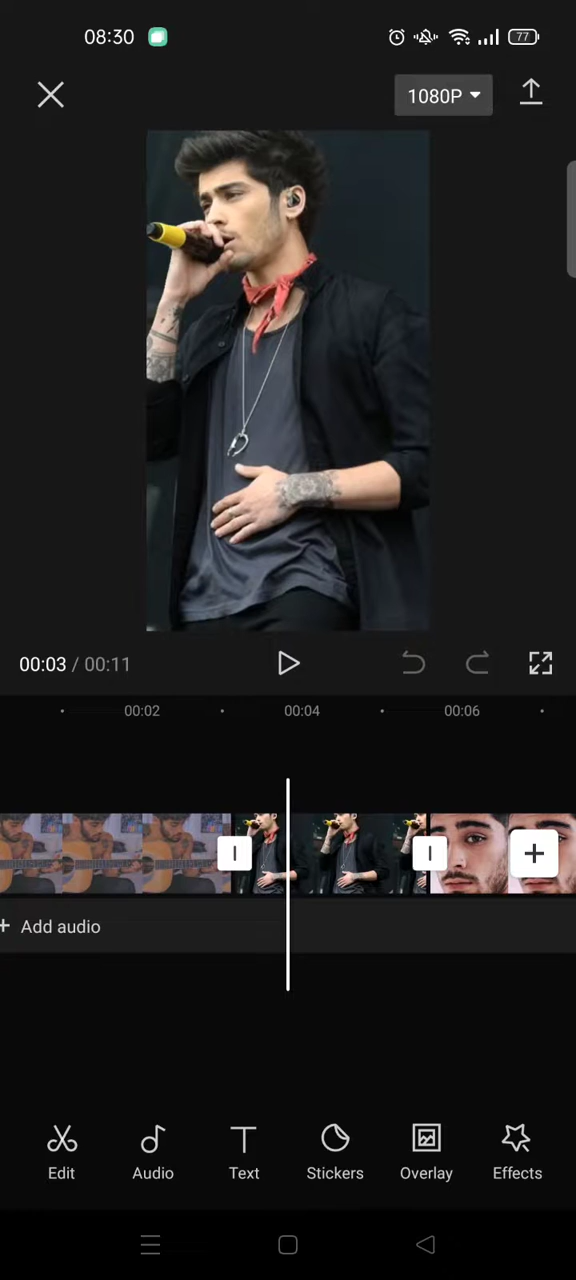 08:30
77
1080P
00:03 / 00:11
00:02
00:04
00:06
+ Add audio
Edit
Audio
Text
Stickers
Overlay
Effects